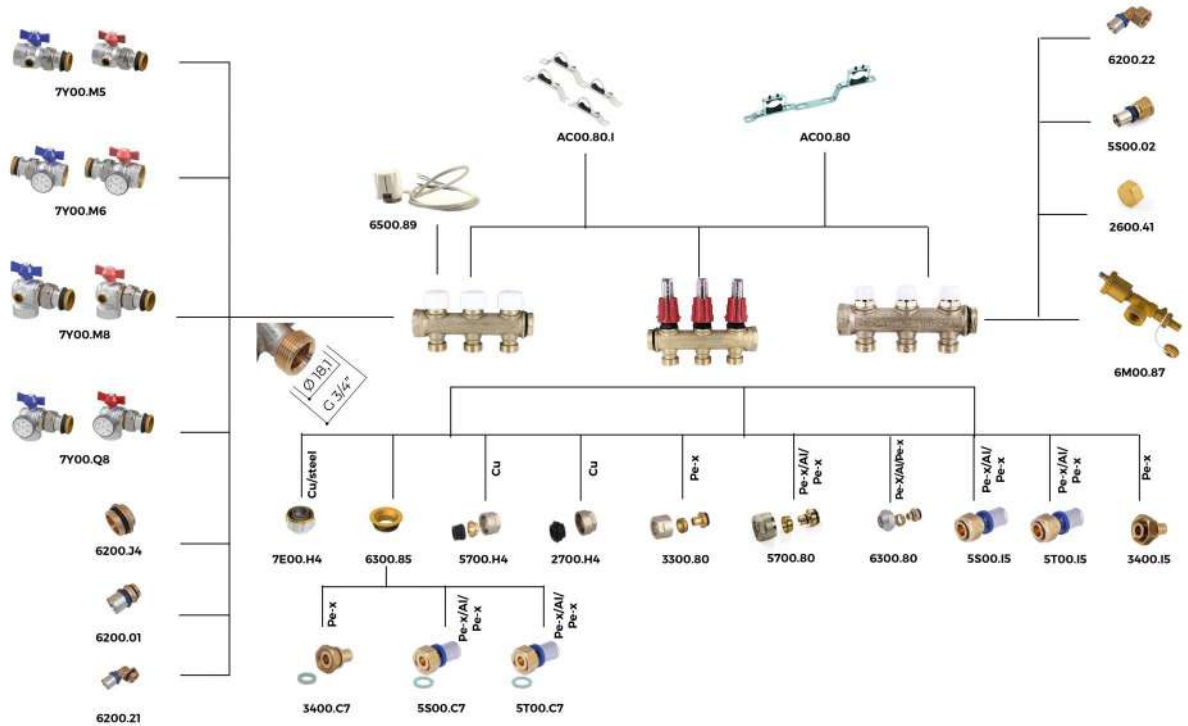 7Y00.M5
7Y00.M6
7Y00.M8
7Y00.Q8
6200.J4
6200.01
6200.21
AC00.80.I
AC00.80
6500.89
6200.22
5S00.02
2600.41
6M00.87
Ø 18,1
G 3/4"
Cu/steel
7E00.H4
6300.85
Cu
5700.H4
Cu
2700.H4
Pe-x
3300.80
Pe-x/Al/
Pe-x
5700.80
Pe-X/Al/Pe-x
6300.80
Pe-x/Al/
Pe-x
5S00.I5
Pe-x/Al/
Pe-x
5T00.I5
Pe-x
3400.I5
Pe-x
3400.C7
Pe-x/Al/
Pe-x
5S00.C7
Pe-x/Al/
Pe-x
5T00.C7